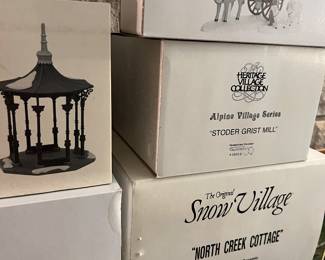 HERITAGE
VILLAGE
COLLECTION
Alpine Village Series
"STODER GRIST MILL"
The Original
Snow Village
"NORTH CREEK COTTAGE"